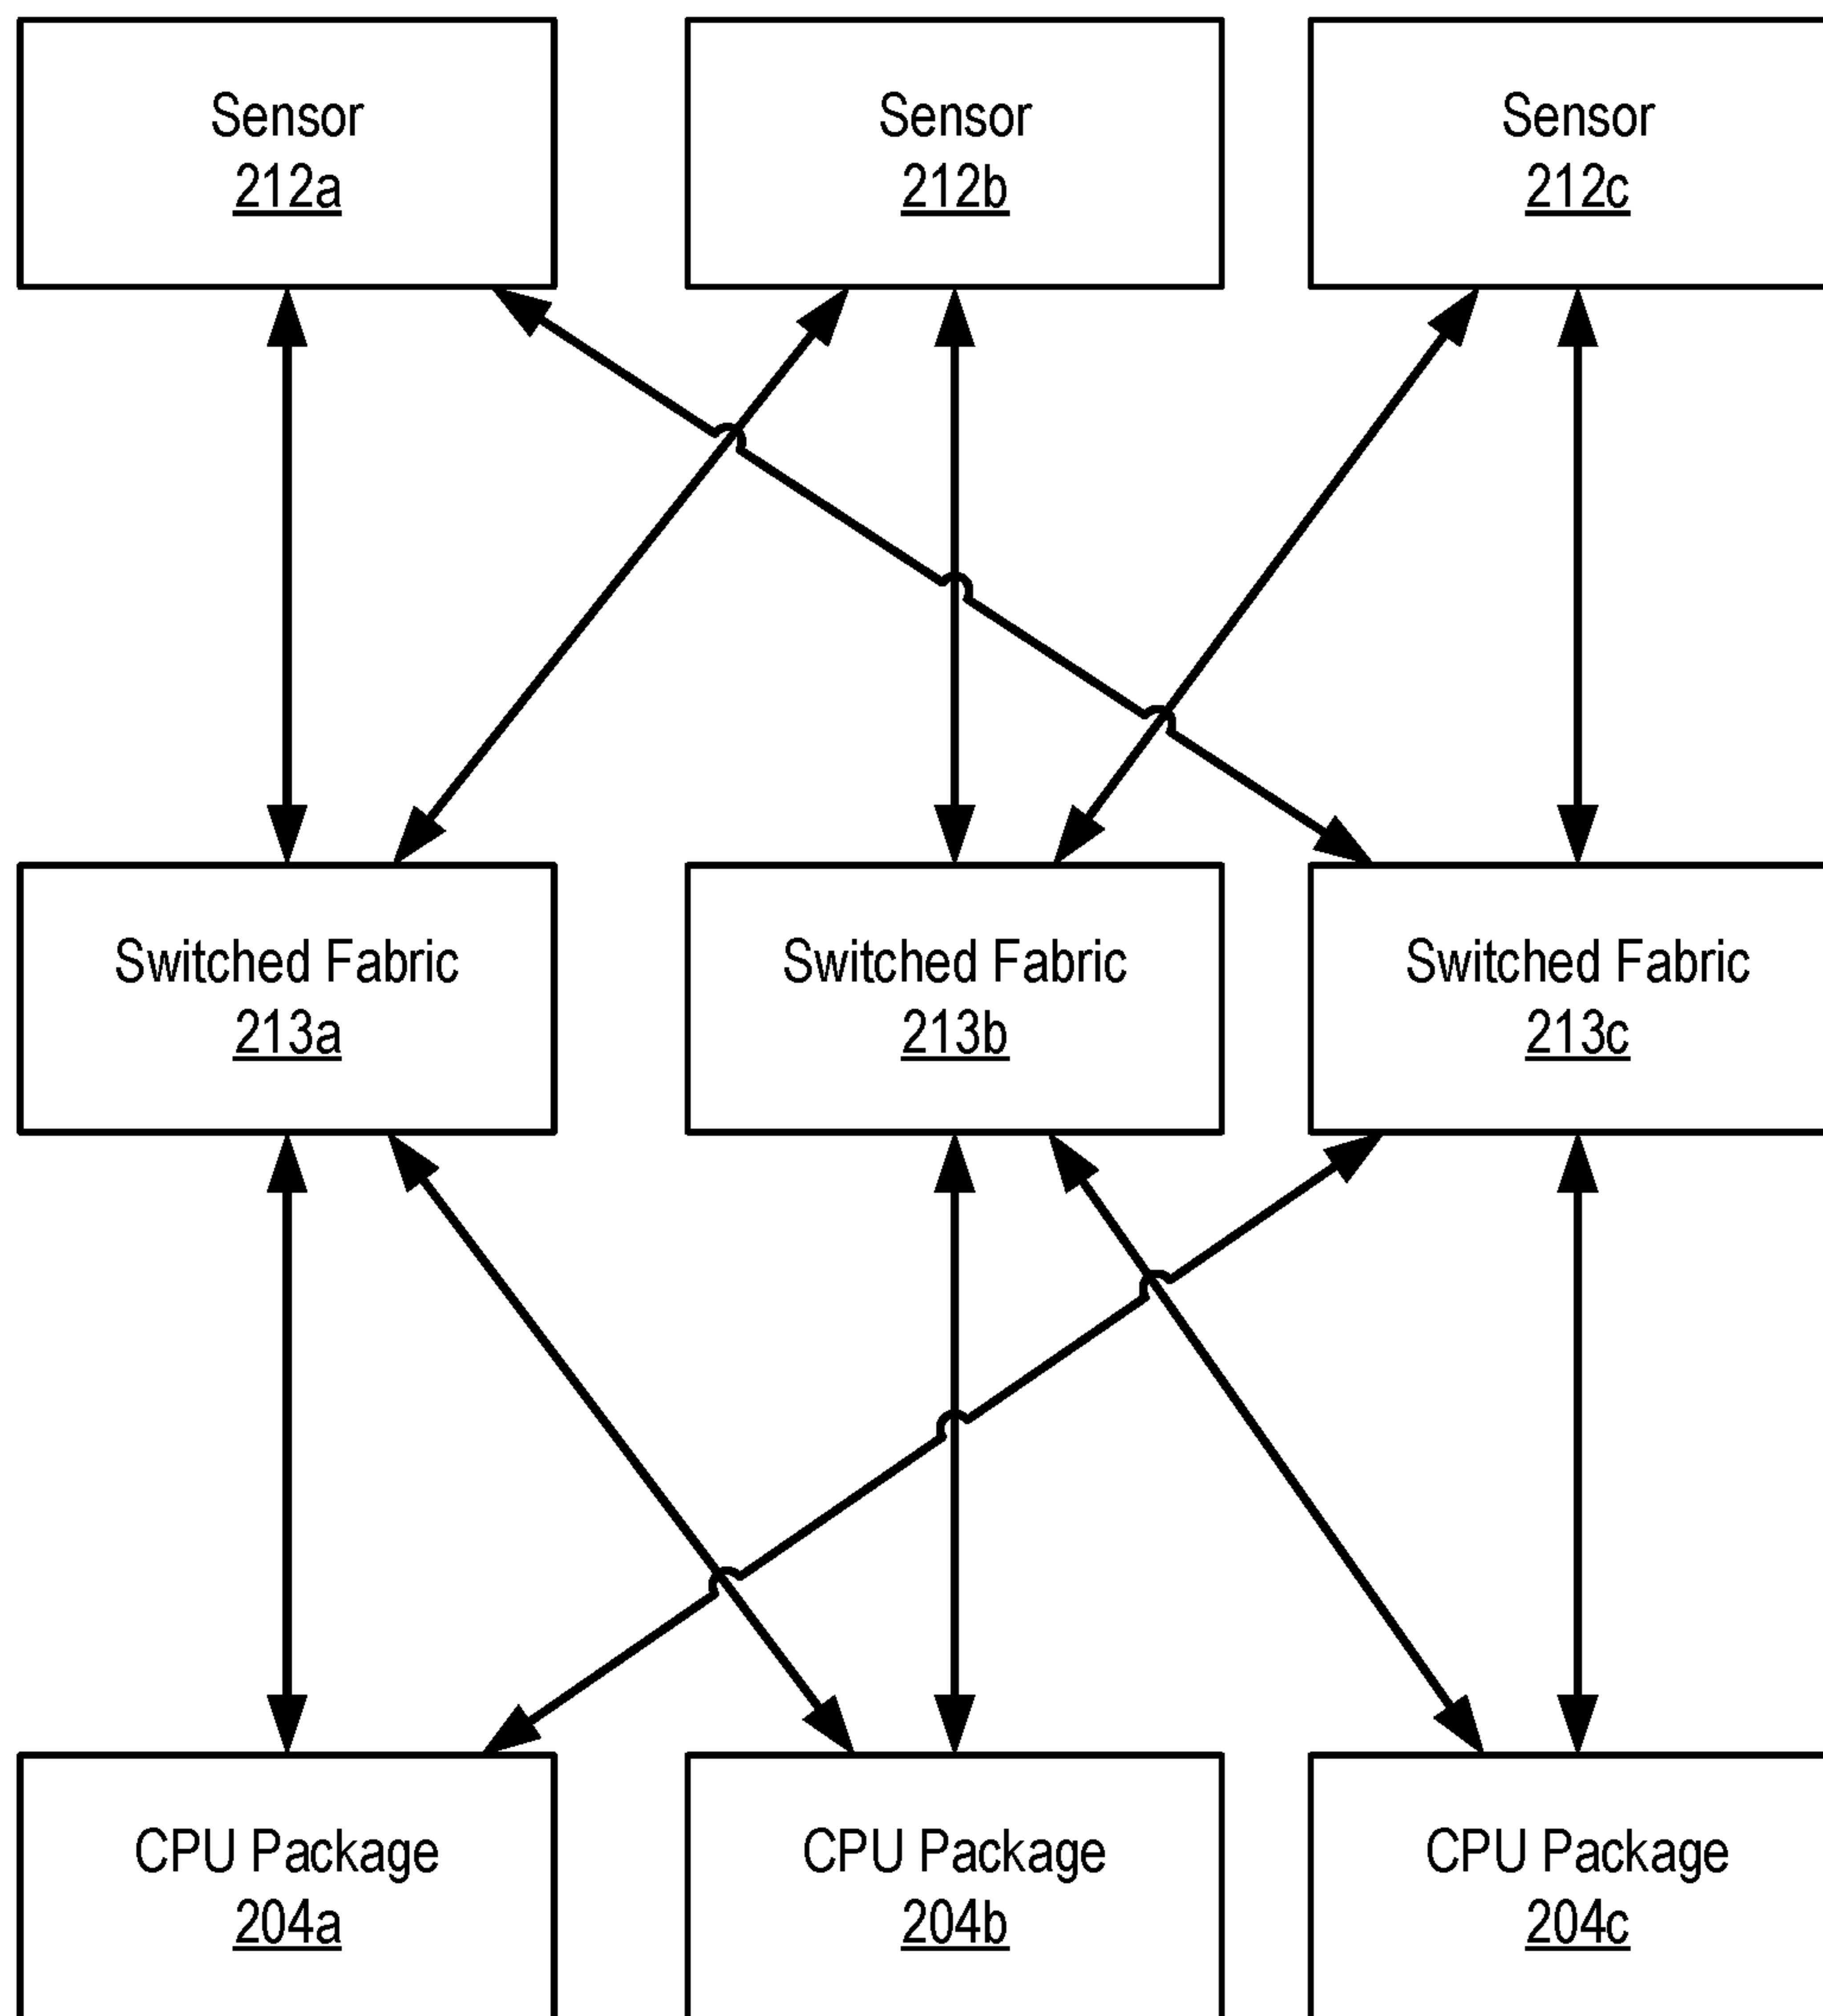 Sensor
212a
Sensor
212b
Sensor
212c
Switched Fabric
213a
Switched Fabric
213b
Switched Fabric
213c
CPU Package
204a
CPU Package
204b
CPU Package
204c